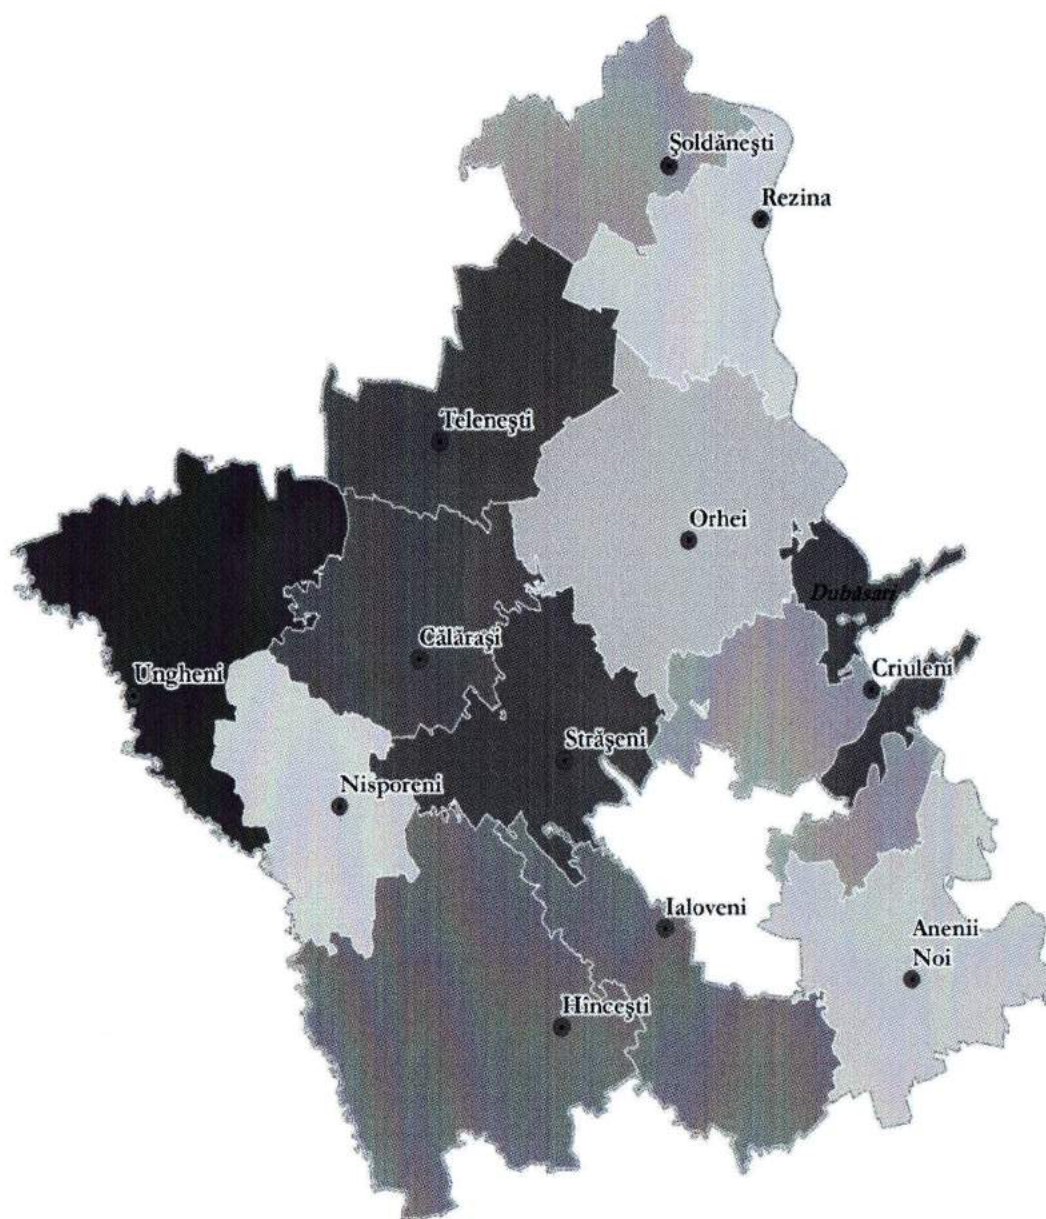 Şoldăneşti
Rezina
Teleneşti
Orhei
Dubăsari
Călăraşi
Ungheni
Criuleni
Străşeni
Nisporeni
Ialoveni
Anenii
Noi
Hînceşti